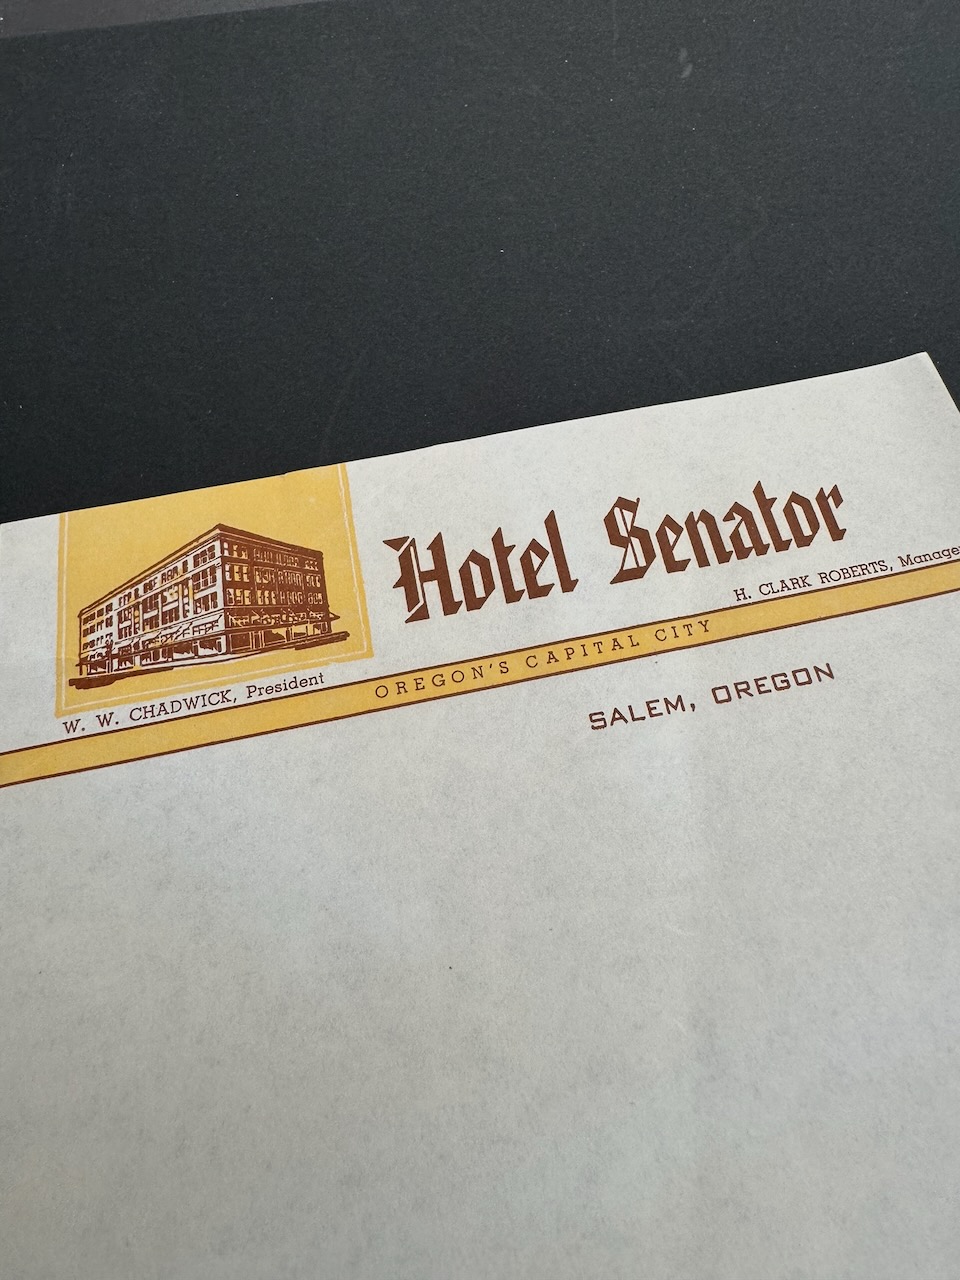 Hotel Senator
H. CLARK ROBERTS, Manager
W. W. CHADWICK, President
OREGON'S CAPITAL CITY
SALEM, OREGON